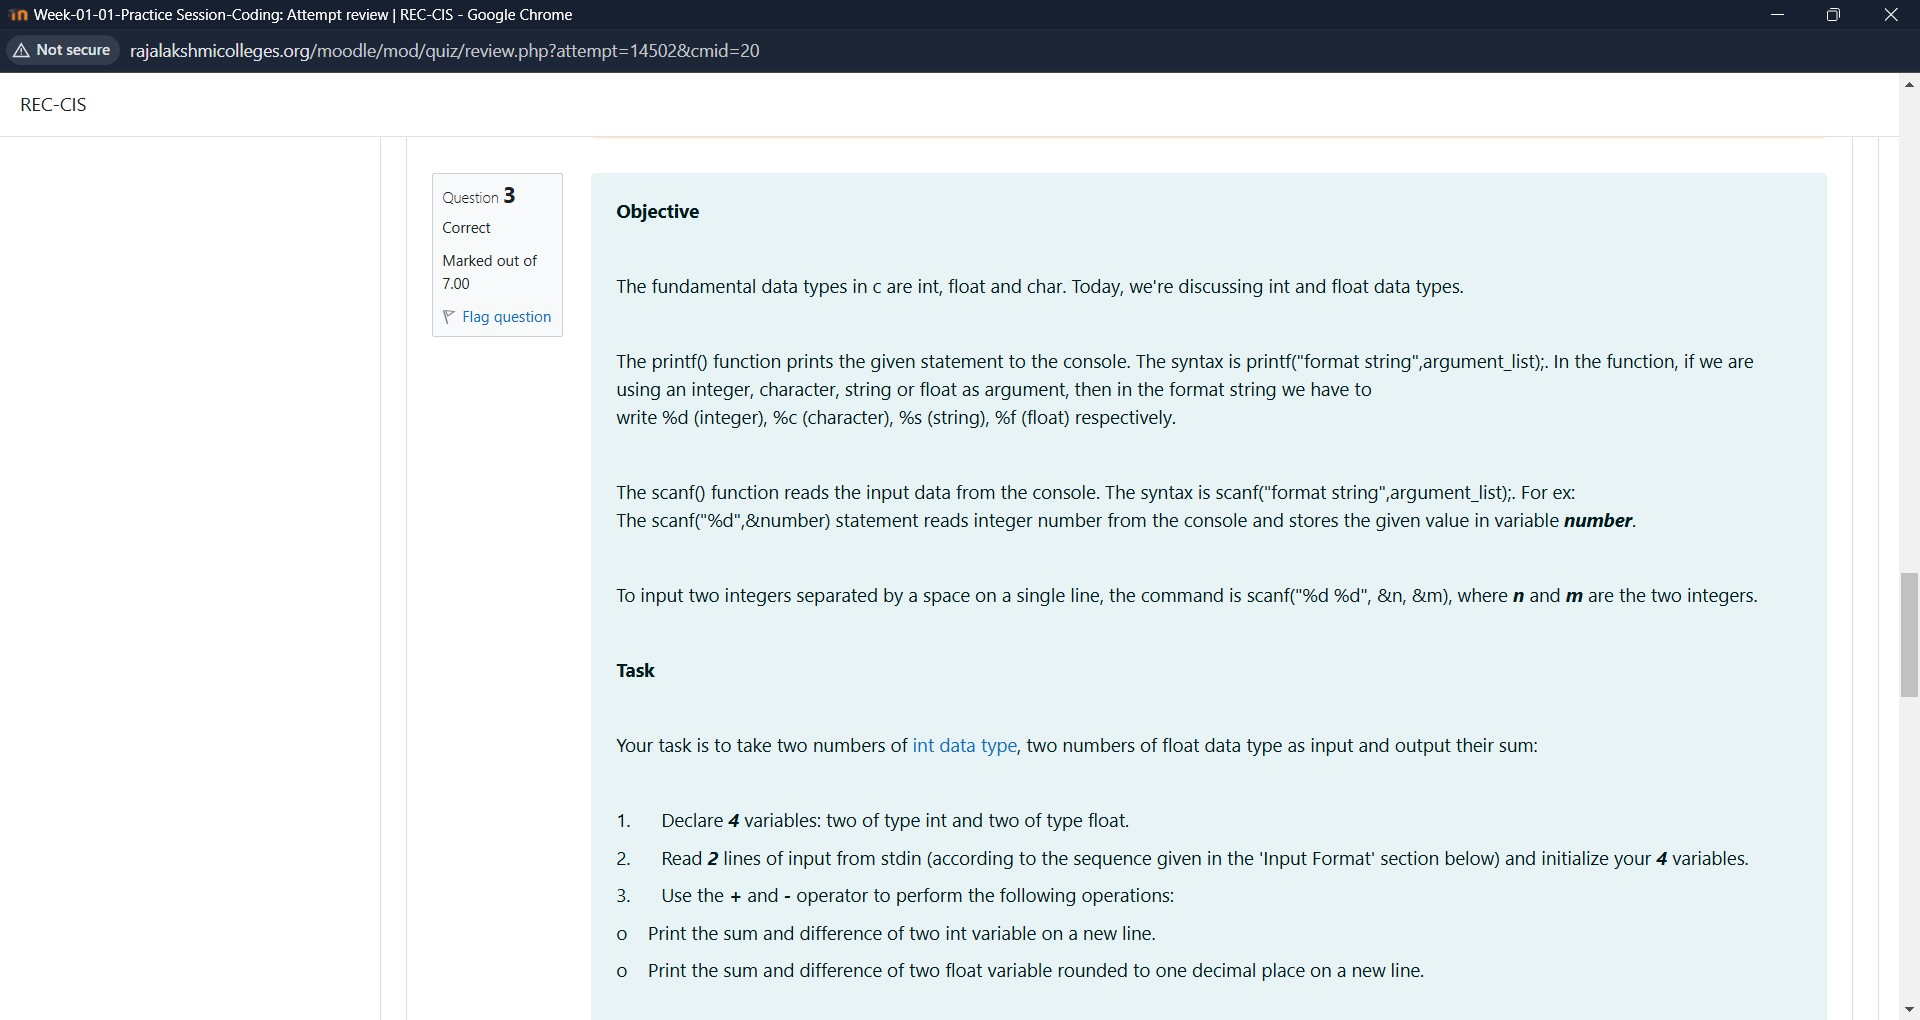 Week-01-01-Practice Session-Coding: Attempt review | REC-CIS - Google Chrome
Not secure rajalakshmicolleges.org/moodle/mod/quiz/review.php?attempt=14502&cmid=20
REC-CIS
Question 3
Correct
Marked out of
7.00
Flag question
Objective
The fundamental data types in c are int, float and char. Today, we're discussing int and float data types.
The printf() function prints the given statement to the console. The syntax is printf("format string",argument_list);. In the function, if we are
using an integer, character, string or float as argument, then in the format string we have to
write %d (integer), %c (character), %s (string), %f (float) respectively.
The scanf() function reads the input data from the console. The syntax is scanf("format string",argument_list);. For ex:
The scanf("%d",&number) statement reads integer number from the console and stores the given value in variable number.
To input two integers separated by a space on a single line, the command is scanf("%d %d", &n, &m), where n and m are the two integers.
Task
Your task is to take two numbers of int data type, two numbers of float data type as input and output their sum:
1. Declare 4 variables: two of type int and two of type float.
2. Read 2 lines of input from stdin (according to the sequence given in the 'Input Format' section below) and initialize your 4 variables.
3. Use the + and - operator to perform the following operations:
o Print the sum and difference of two int variable on a new line.
o Print the sum and difference of two float variable rounded to one decimal place on a new line.